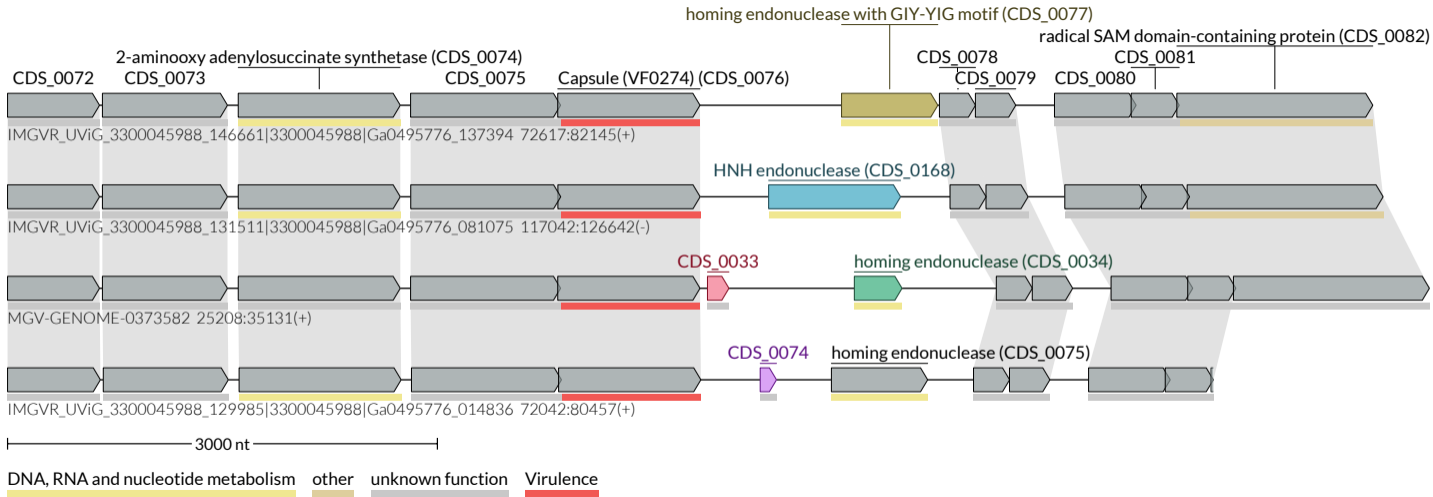 homing endonuclease with GIY-YIG motif (CDS_0077)
radical SAM domain-containing protein (CDS_0082)
2-aminooxy adenylosuccinate synthetase (CDS_0074)
CDS_0078
CDS_0081
CDS_0072
CDS_0073
CDS_0075
Capsule (VF0274) (CDS_0076)
CDS_0079
CDS_0080
IMGVR_UViG_3300045988_146661|3300045988|Ga0495776_137394 72617:82145(+)
HNH endonuclease (CDS_0168)
IMGVR_UViG_3300045988_131511|3300045988|Ga0495776_081075 117042:126642(-)
CDS_0033
homing endonuclease (CDS_0034)
MGV-GENOME-0373582 25208:35131(+)
CDS_0074
homing endonuclease (CDS_0075)
IMGVR_UViG_3300045988_129985|3300045988|Ga0495776_014836 72042:80457(+)
3000 nt
DNA, RNA and nucleotide metabolism
other
unknown function
Virulence